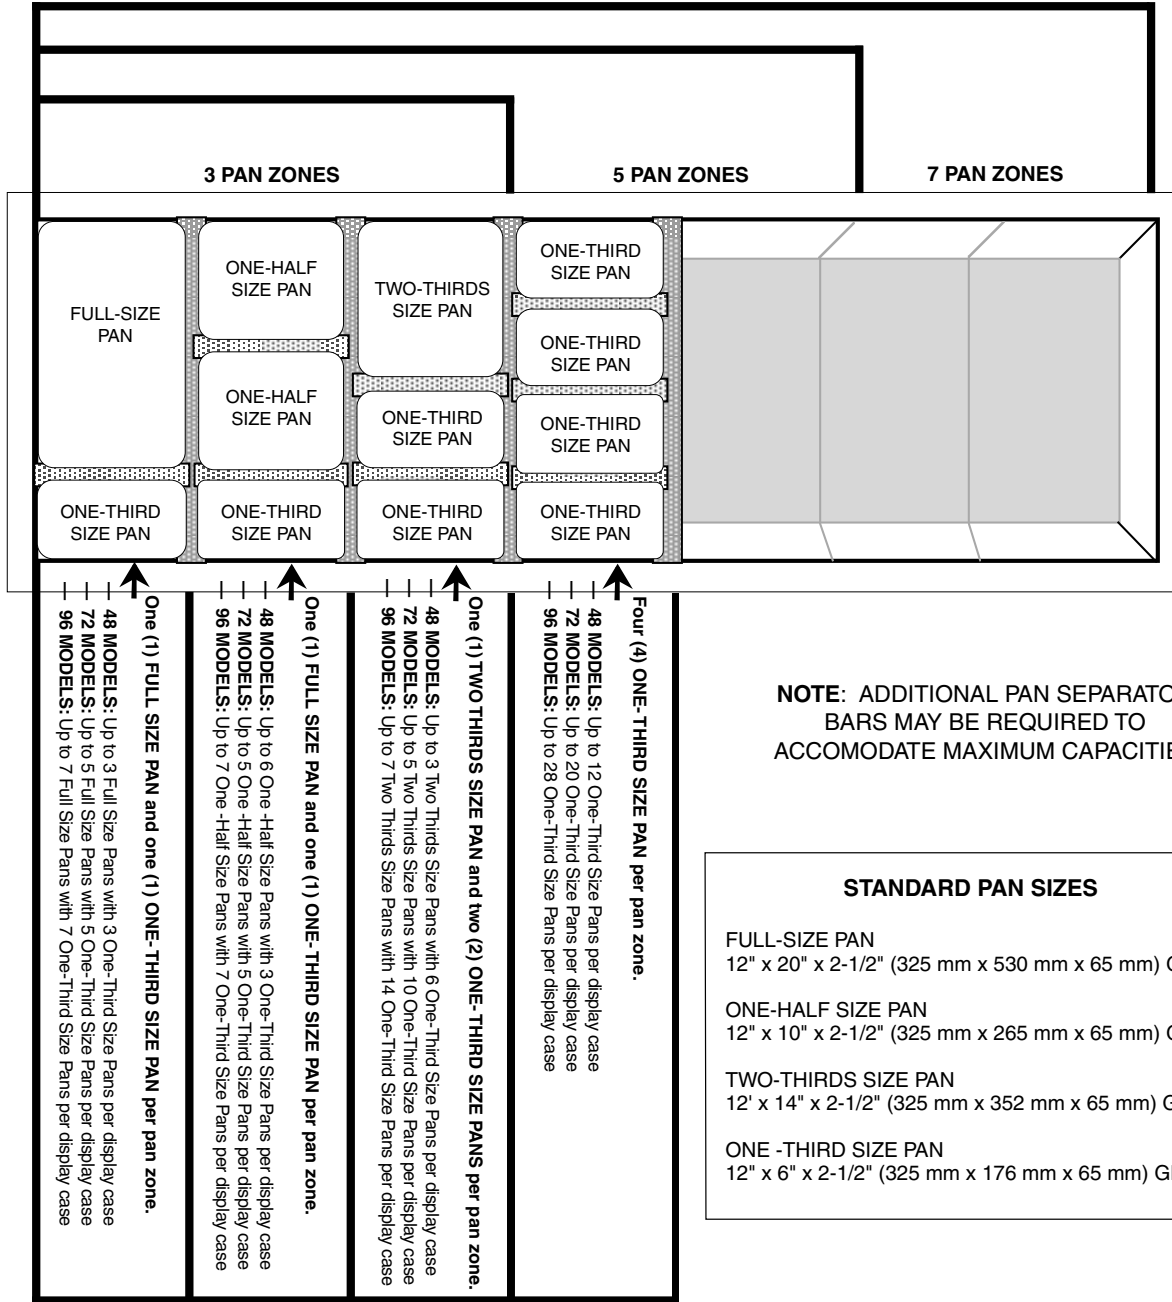 3 PAN ZONES
5 PAN ZONES
7 PAN ZONES
FULL-SIZE
PAN
ONE-THIRD
SIZE PAN
ONE-HALF
SIZE PAN
ONE-HALF
SIZE PAN
ONE-THIRD
SIZE PAN
TWO-THIRDS
SIZE PAN
ONE-THIRD
SIZE PAN
ONE-THIRD
SIZE PAN
ONE-THIRD
SIZE PAN
ONE-THIRD
SIZE PAN
ONE-THIRD
SIZE PAN
ONE-THIRD
SIZE PAN
One (1) FULL SIZE PAN and one (1) ONE- THIRD SIZE PAN per pan zone.
— 48 MODELS: Up to 3 Full Size Pans with 3 One-Third Size Pans per display case
— 72 MODELS: Up to 5 Full Size Pans with 5 One-Third Size Pans per display case
— 96 MODELS: Up to 7 Full Size Pans with 7 One-Third Size Pans per display case
One (1) FULL SIZE PAN and one (1) ONE- THIRD SIZE PAN per pan zone.
— 48 MODELS: Up to 6 One -Half Size Pans with 3 One-Third Size Pans per display case
— 72 MODELS: Up to 5 One -Half Size Pans with 5 One-Third Size Pans per display case
— 96 MODELS: Up to 7 One -Half Size Pans with 7 One-Third Size Pans per display case
One (1) TWO THIRDS SIZE PAN and two (2) ONE- THIRD SIZE PANS per pan zone.
— 48 MODELS: Up to 3 Two Thirds Size Pans with 6 One-Third Size Pans per display case
— 72 MODELS: Up to 5 Two Thirds Size Pans with 10 One-Third Size Pans per display case
— 96 MODELS: Up to 7 Two Thirds Size Pans with 14 One-Third Size Pans per display case
Four (4) ONE- THIRD SIZE PAN per pan zone.
— 48 MODELS: Up to 12 One-Third Size Pans per display case
— 72 MODELS: Up to 20 One-Third Size Pans per display case
— 96 MODELS: Up to 28 One-Third Size Pans per display case
NOTE: ADDITIONAL PAN SEPARATO
BARS MAY BE REQUIRED TO
ACCOMODATE MAXIMUM CAPACITIE
STANDARD PAN SIZES
FULL-SIZE PAN
12" x 20" x 2-1/2" (325 mm x 530 mm x 65 mm)
ONE-HALF SIZE PAN
12" x 10" x 2-1/2" (325 mm x 265 mm x 65 mm)
TWO-THIRDS SIZE PAN
12' x 14" x 2-1/2" (325 mm x 352 mm x 65 mm)
ONE -THIRD SIZE PAN
12" x 6" x 2-1/2" (325 mm x 176 mm x 65 mm)